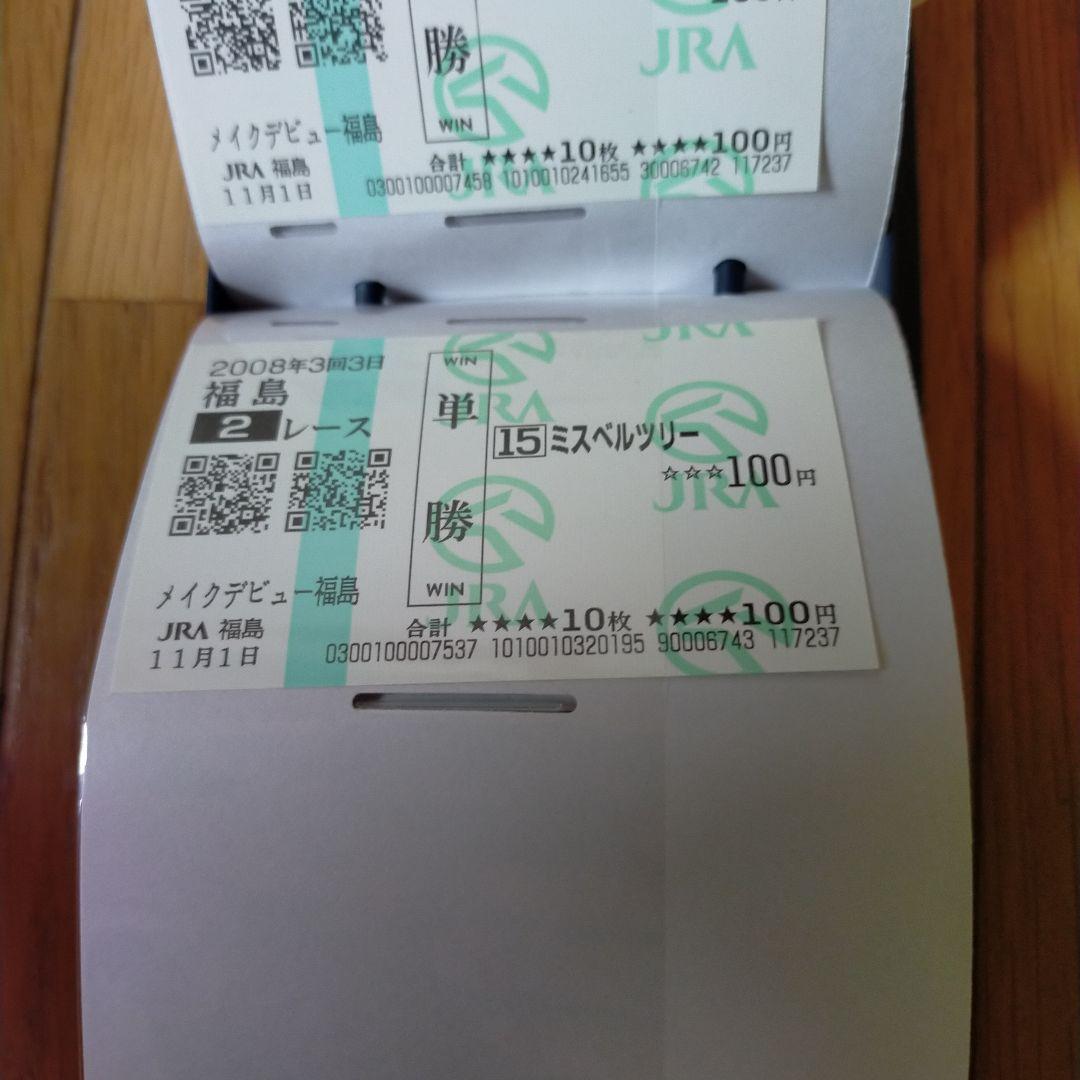 勝
WIN
JRA
メイクデビュー福島
JRA 福島
11月1日
合計 ★★★★10枚 ★★★★100円
0300100007458 1010010241655 30006742 117237
2008年3回3日
福島
2レース
WIN
単
勝
WIN
15 ミスベルツリー
☆☆☆100円
JRA
JRA
JRA
JRA
メイクデビュー福島
JRA 福島
11月1日
合計 ★★★★10枚 ★★★★100円
0300100007537 1010010320195 90006743 117237